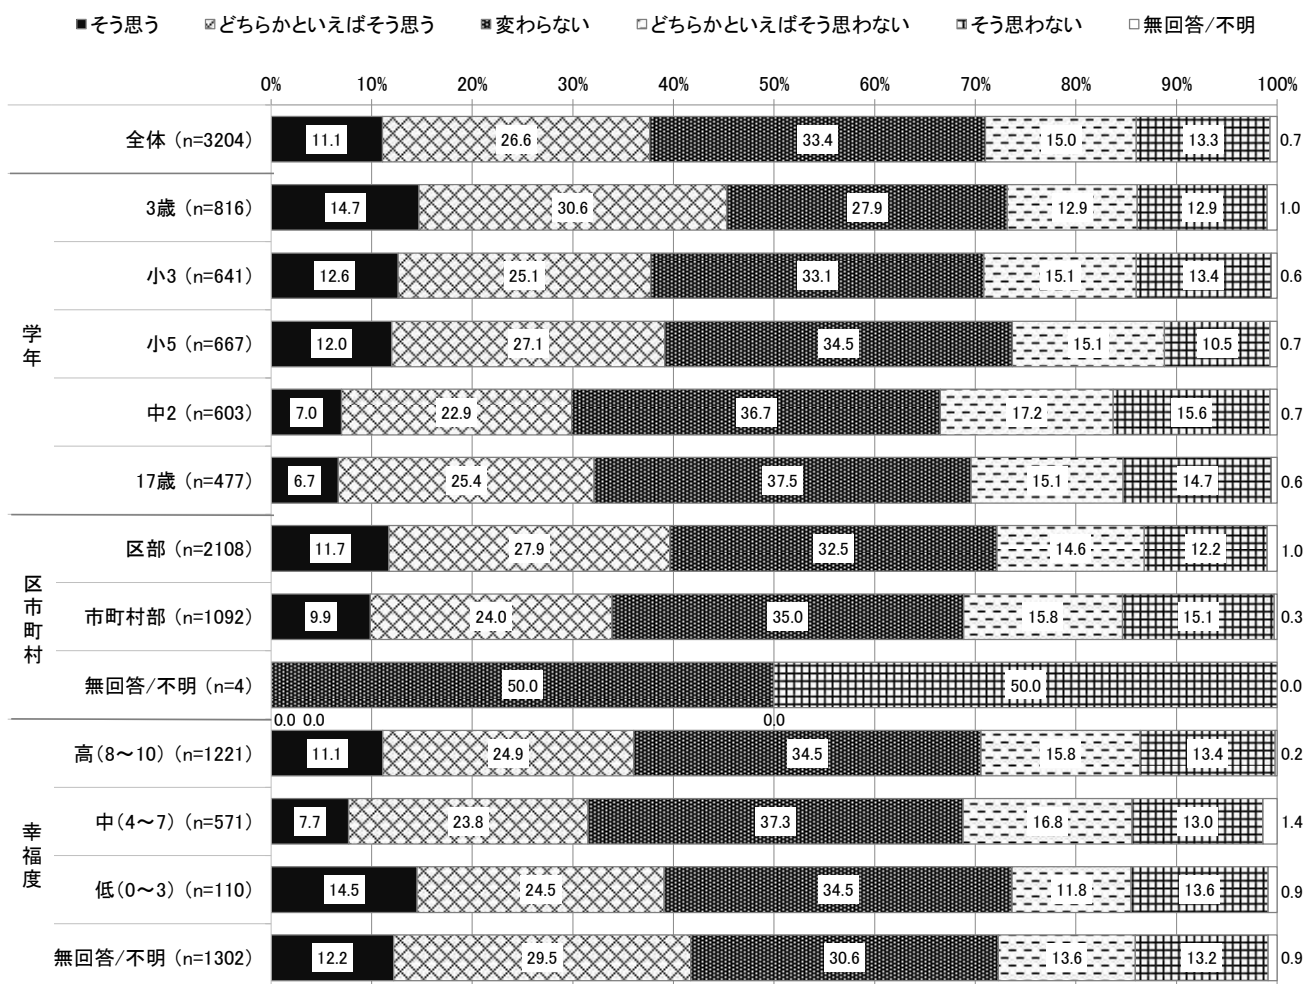 ■そう思う ▨どちらかといえばそう思う ■変わらない □どちらかといえばそう思わない ▥そう思わない □無回答/不明
0% 10% 20% 30% 40% 50% 60% 70% 80% 90% 100%
全体（n=3204） 11.1 26.6 33.4 15.0 13.3 0.7
学年
3歳（n=816） 14.7 30.6 27.9 12.9 12.9 1.0
小3（n=641） 12.6 25.1 33.1 15.1 13.4 0.6
小5（n=667） 12.0 27.1 34.5 15.1 10.5 0.7
中2（n=603） 7.0 22.9 36.7 17.2 15.6 0.7
17歳（n=477） 6.7 25.4 37.5 15.1 14.7 0.6
区市町村
区部（n=2108） 11.7 27.9 32.5 14.6 12.2 1.0
市町村部（n=1092） 9.9 24.0 35.0 15.8 15.1 0.3
無回答/不明（n=4） 50.0 50.0 0.0
0.0 0.0 0.0
幸福度
高（8～10）（n=1221） 11.1 24.9 34.5 15.8 13.4 0.2
中（4～7）（n=571） 7.7 23.8 37.3 16.8 13.0 1.4
低（0～3）（n=110） 14.5 24.5 34.5 11.8 13.6 0.9
無回答/不明（n=1302） 12.2 29.5 30.6 13.6 13.2 0.9